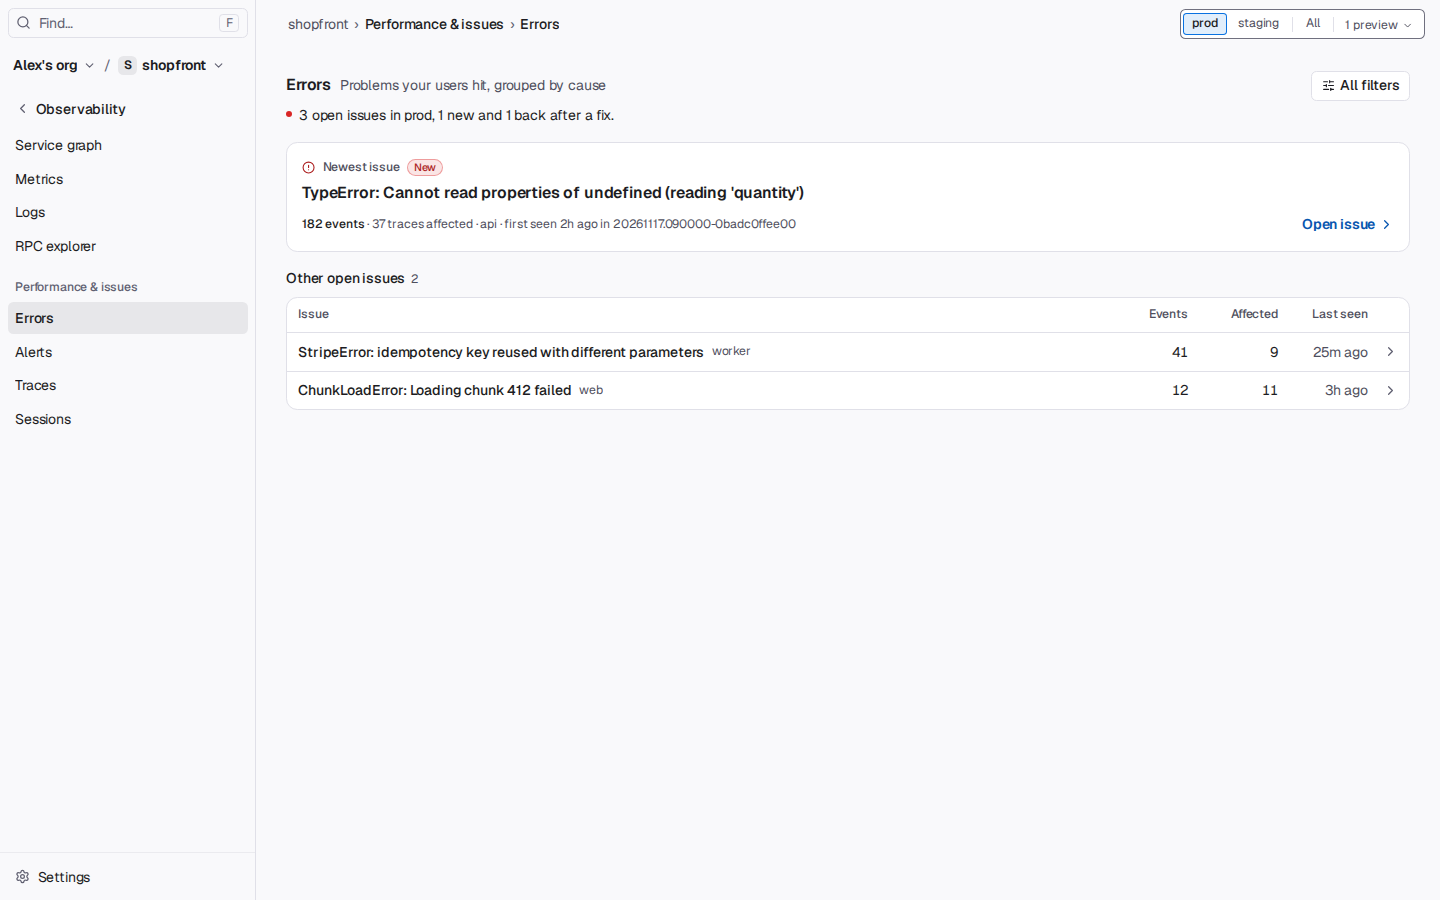 Find... F
Alex's org / S shopfront
Observability
Service graph
Metrics
Logs
RPC explorer
Performance & issues
Errors
Alerts
Traces
Sessions
Settings
shopfront › Performance & issues › Errors
prod staging All 1 preview
Errors Problems your users hit, grouped by cause
All filters
3 open issues in prod, 1 new and 1 back after a fix.
Newest issue New
TypeError: Cannot read properties of undefined (reading 'quantity')
182 events · 37 traces affected · api · first seen 2h ago in 20261117.090000-0badc0ffee00
Open issue
Other open issues 2
Issue Events Affected Last seen
StripeError: idempotency key reused with different parameters worker 41 9 25m ago
ChunkLoadError: Loading chunk 412 failed web 12 11 3h ago